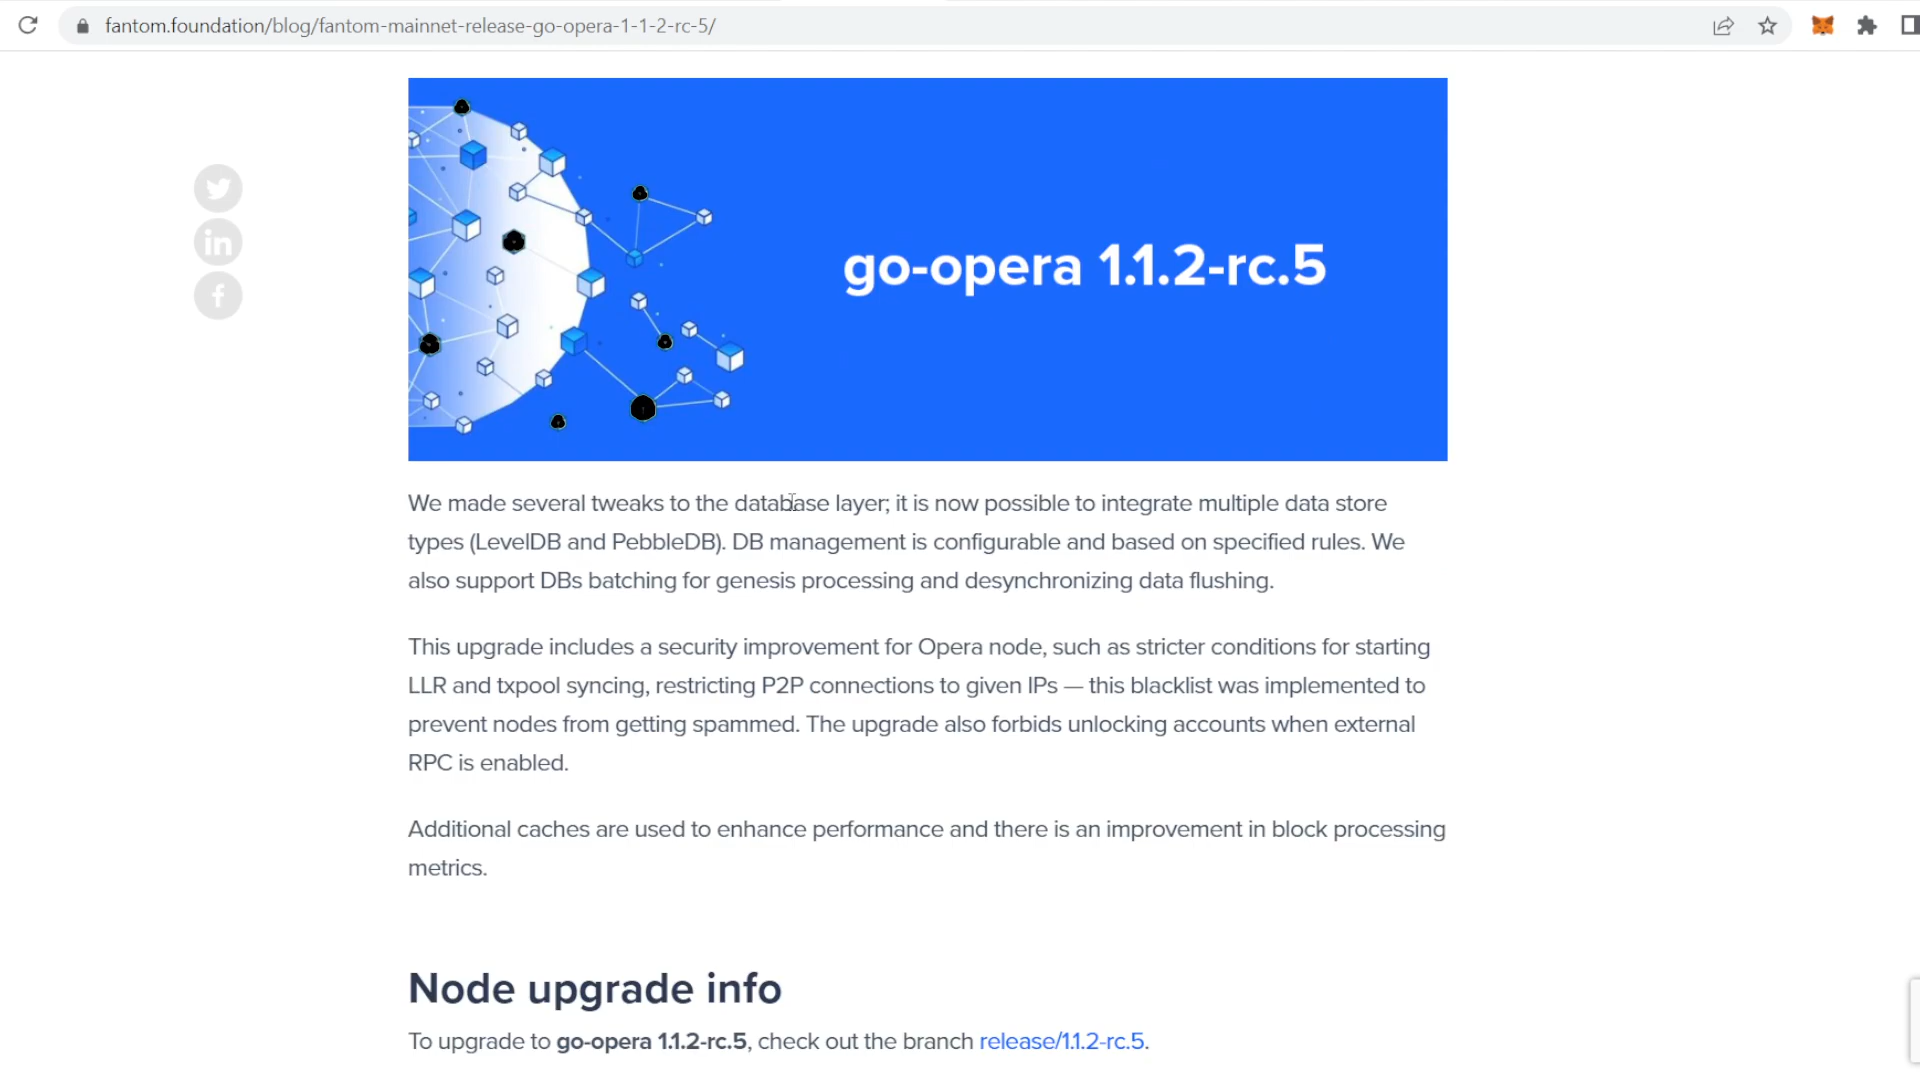 fantom.foundation/blog/fantom-mainnet-release-go-opera-1-1-2-rc-5/
go-opera 1.1.2-rc.5
We made several tweaks to the database layer; it is now possible to integrate multiple data store
types (LevelDB and PebbleDB). DB management is configurable and based on specified rules. We
also support DBs batching for genesis processing and desynchronizing data flushing.
This upgrade includes a security improvement for Opera node, such as stricter conditions for starting
LLR and txpool syncing, restricting P2P connections to given IPs — this blacklist was implemented to
prevent nodes from getting spammed. The upgrade also forbids unlocking accounts when external
RPC is enabled.
Additional caches are used to enhance performance and there is an improvement in block processing
metrics.
Node upgrade info
To upgrade to go-opera 1.1.2-rc.5, check out the branch release/1.1.2-rc.5.